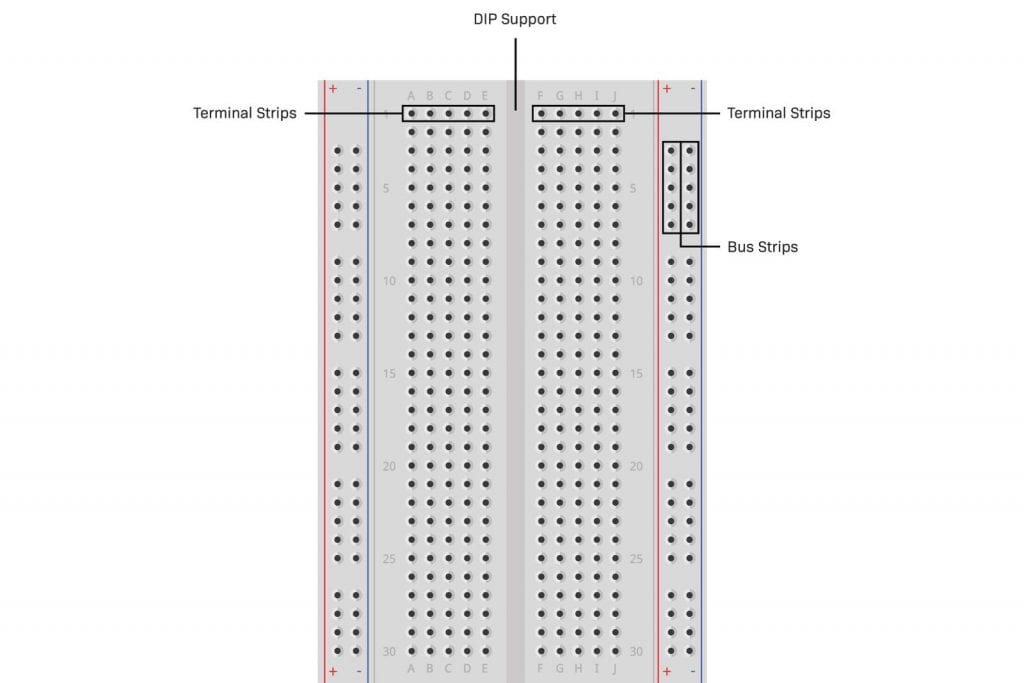 DIP Support
+ - A B C D E F G H I J + -
Terminal Strips 1 1 Terminal Strips
5 5
Bus Strips
10 10
15 15
20 20
25 25
30 30
+ - A B C D E F G H I J + -